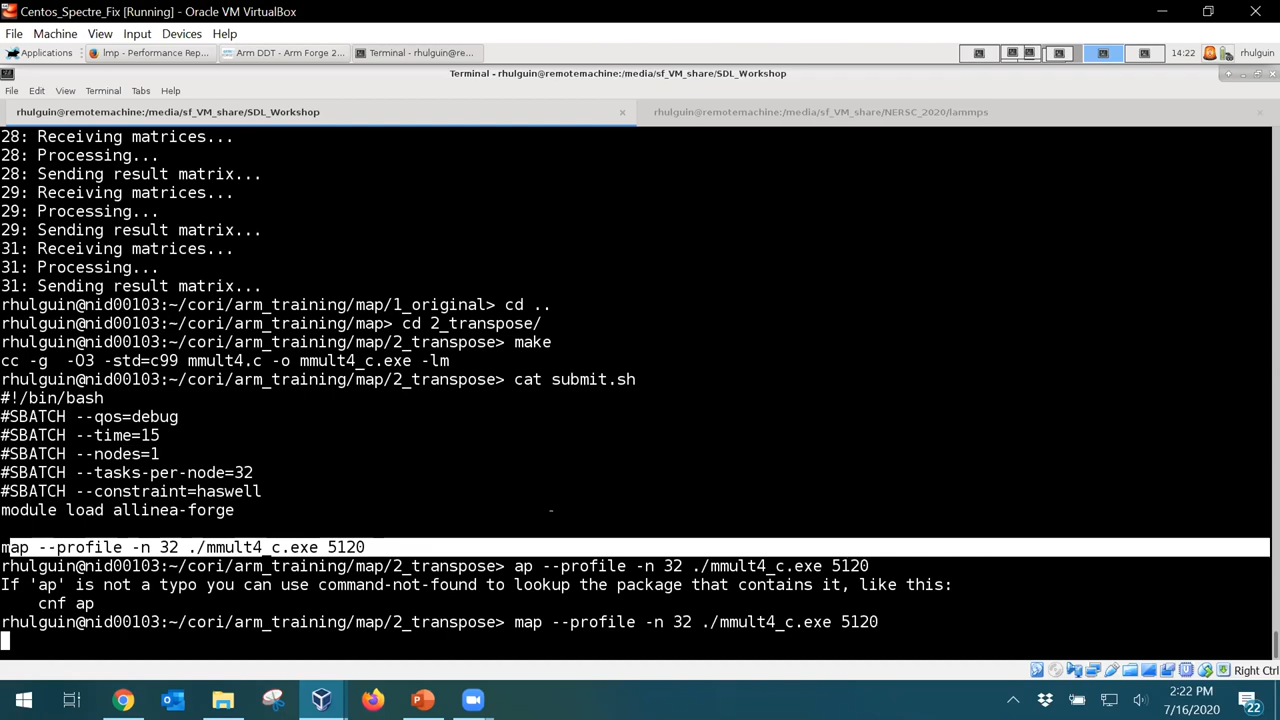 Centos_Spectre_Fix [Running] - Oracle VM VirtualBox
File Machine View Input Devices Help
Applications lmp - Performance Rep... Arm DDT - Arm Forge 2... Terminal - rhulguin@re... 14:22 rhulguin
Terminal - rhulguin@remotemachine:/media/sf_VM_share/SDL_Workshop
File Edit View Terminal Tabs Help
rhulguin@remotemachine:/media/sf_VM_share/SDL_Workshop rhulguin@remotemachine:/media/sf_VM_share/NERSC_2020/lammps
28: Receiving matrices...
28: Processing...
28: Sending result matrix...
29: Receiving matrices...
29: Processing...
29: Sending result matrix...
31: Receiving matrices...
31: Processing...
31: Sending result matrix...
rhulguin@nid00103:~/cori/arm_training/map/1_original> cd ..
rhulguin@nid00103:~/cori/arm_training/map> cd 2_transpose/
rhulguin@nid00103:~/cori/arm_training/map/2_transpose> make
cc -g -O3 -std=c99 mmult4.c -o mmult4_c.exe -lm
rhulguin@nid00103:~/cori/arm_training/map/2_transpose> cat submit.sh
#!/bin/bash
#SBATCH --qos=debug
#SBATCH --time=15
#SBATCH --nodes=1
#SBATCH --tasks-per-node=32
#SBATCH --constraint=haswell
module load allinea-forge
map --profile -n 32 ./mmult4_c.exe 5120
rhulguin@nid00103:~/cori/arm_training/map/2_transpose> ap --profile -n 32 ./mmult4_c.exe 5120
If 'ap' is not a typo you can use command-not-found to lookup the package that contains it, like this:
cnf ap
rhulguin@nid00103:~/cori/arm_training/map/2_transpose> map --profile -n 32 ./mmult4_c.exe 5120
Right Ctrl
2:22 PM
7/16/2020
22